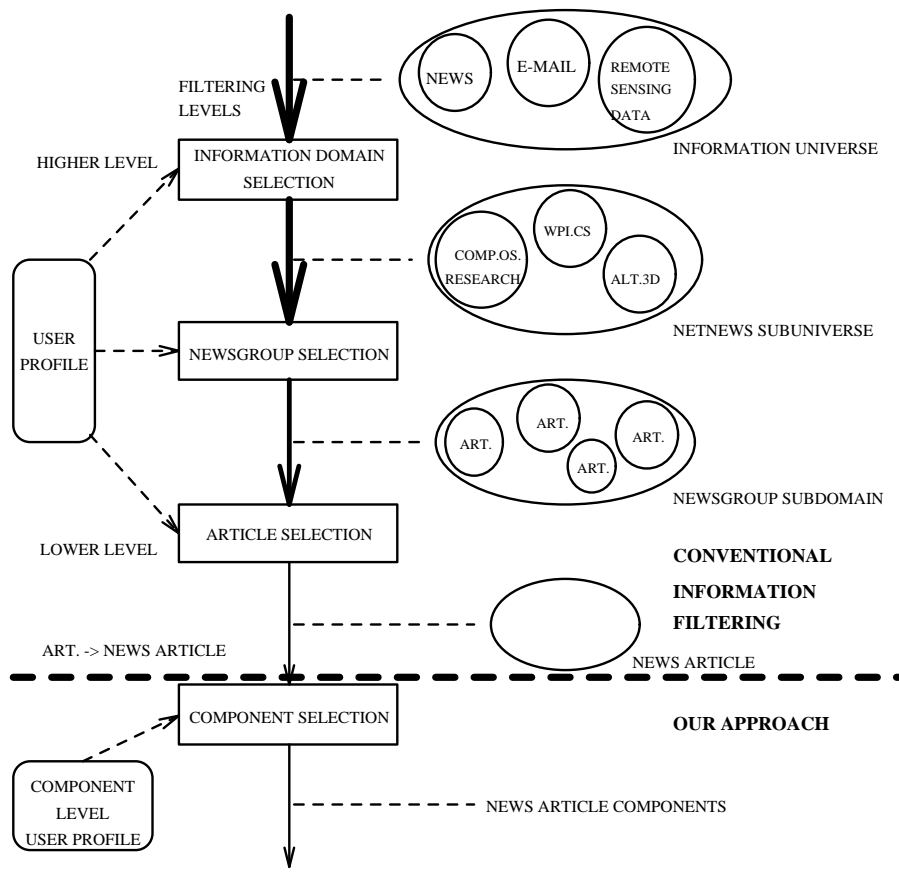 FILTERING
LEVELS
NEWS
E-MAIL
REMOTE
SENSING
DATA
INFORMATION UNIVERSE
HIGHER LEVEL
INFORMATION DOMAIN
SELECTION
COMP.OS.
RESEARCH
WPI.CS
ALT.3D
NETNEWS SUBUNIVERSE
USER
PROFILE
NEWSGROUP SELECTION
ART.
ART.
ART.
ART.
NEWSGROUP SUBDOMAIN
LOWER LEVEL
ARTICLE SELECTION
CONVENTIONAL
INFORMATION
FILTERING
ART. -> NEWS ARTICLE
NEWS ARTICLE
COMPONENT SELECTION
OUR APPROACH
COMPONENT
LEVEL
USER PROFILE
NEWS ARTICLE COMPONENTS